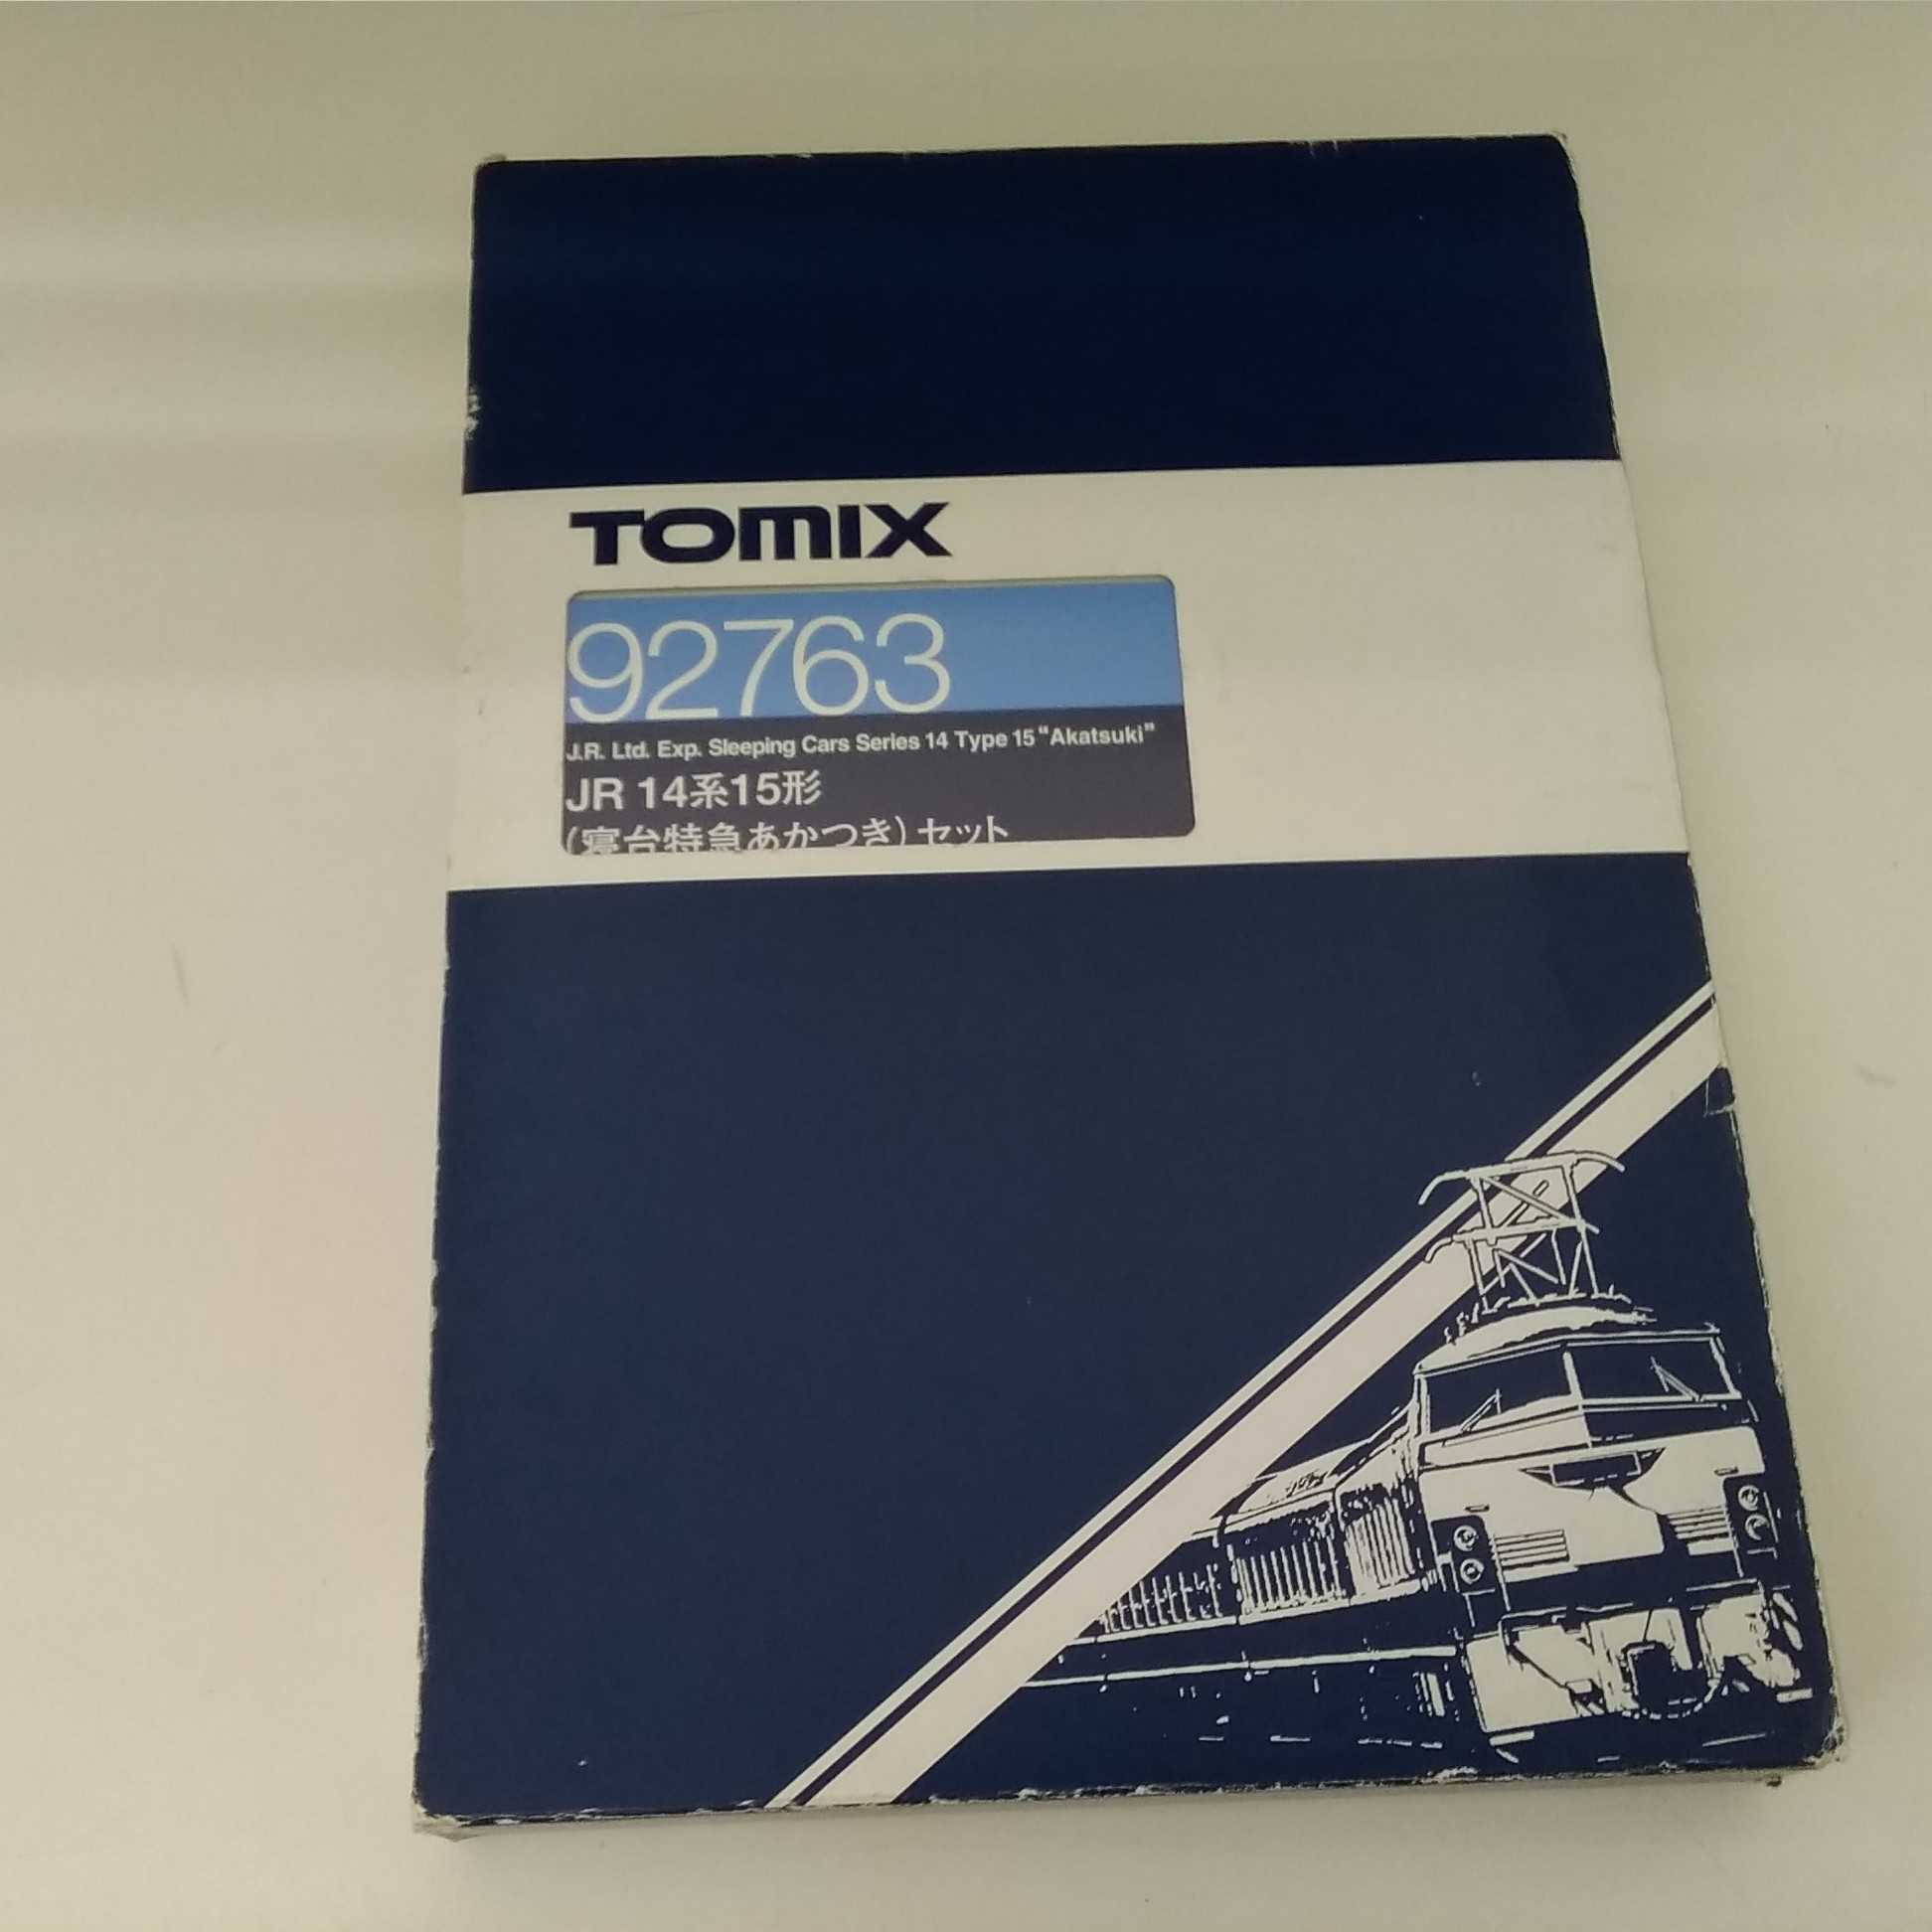 TOMIX
92763
J.R. Ltd. Exp. Sleeping Cars Series 14 Type 15 "Akatsuki"
JR 14系15形
(寝台特急あかつき) セット